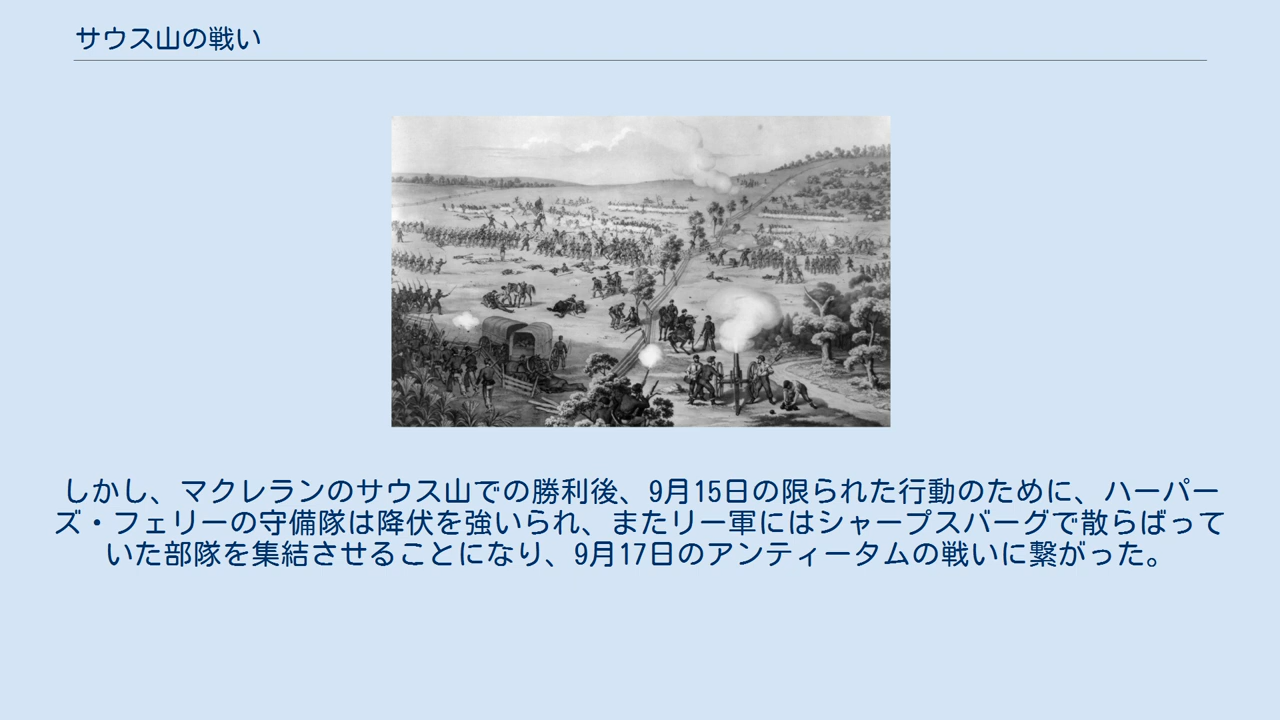 サウス山の戦い
しかし、マクレランのサウス山での勝利後、9月15日の限られた行動のために、ハーパー
ズ・フェリーの守備隊は降伏を強いられ、またリー軍にはシャープスバーグで散らばって
いた部隊を集結させることになり、9月17日のアンティータムの戦いに繋がった。